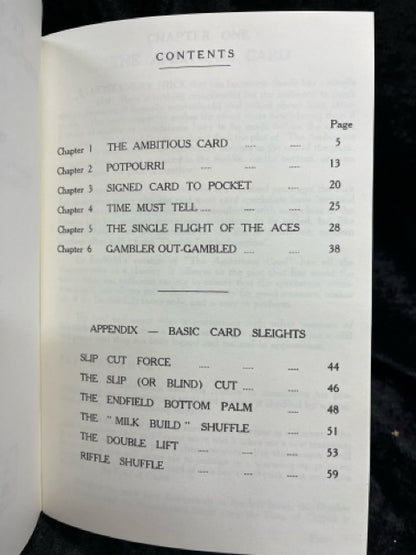 CONTENTS
Page
Chapter 1 THE AMBITIOUS CARD .... .... 5
Chapter 2 POTPOURRI .... .... .... 13
Chapter 3 SIGNED CARD TO POCKET .... 20
Chapter 4 TIME MUST TELL .... .... .... 25
Chapter 5 THE SINGLE FLIGHT OF THE ACES 28
Chapter 6 GAMBLER OUT-GAMBLED .... .... 38
APPENDIX — BASIC CARD SLEIGHTS
SLIP CUT FORCE .... .... .... 44
THE SLIP (OR BLIND) CUT .... .... 46
THE ENDFIELD BOTTOM PALM .... 48
THE "MILK BUILD" SHUFFLE .... 51
THE DOUBLE LIFT .... .... .... 53
RIFFLE SHUFFLE .... .... .... 59